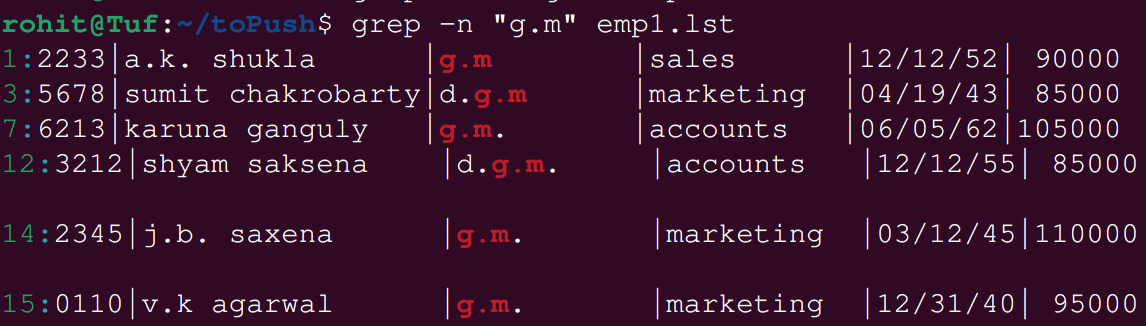 rohit@Tuf:~/toPush$ grep -n "g.m" emp1.lst
1:2233|a.k. shukla      |g.m        |sales      |12/12/52| 90000
3:5678|sumit chakrobarty|d.g.m      |marketing  |04/19/43| 85000
7:6213|karuna ganguly   |g.m.       |accounts   |06/05/62|105000
12:3212|shyam saksena    |d.g.m.     |accounts   |12/12/55| 85000
14:2345|j.b. saxena      |g.m.       |marketing  |03/12/45|110000
15:0110|v.k agarwal      |g.m.       |marketing  |12/31/40| 95000